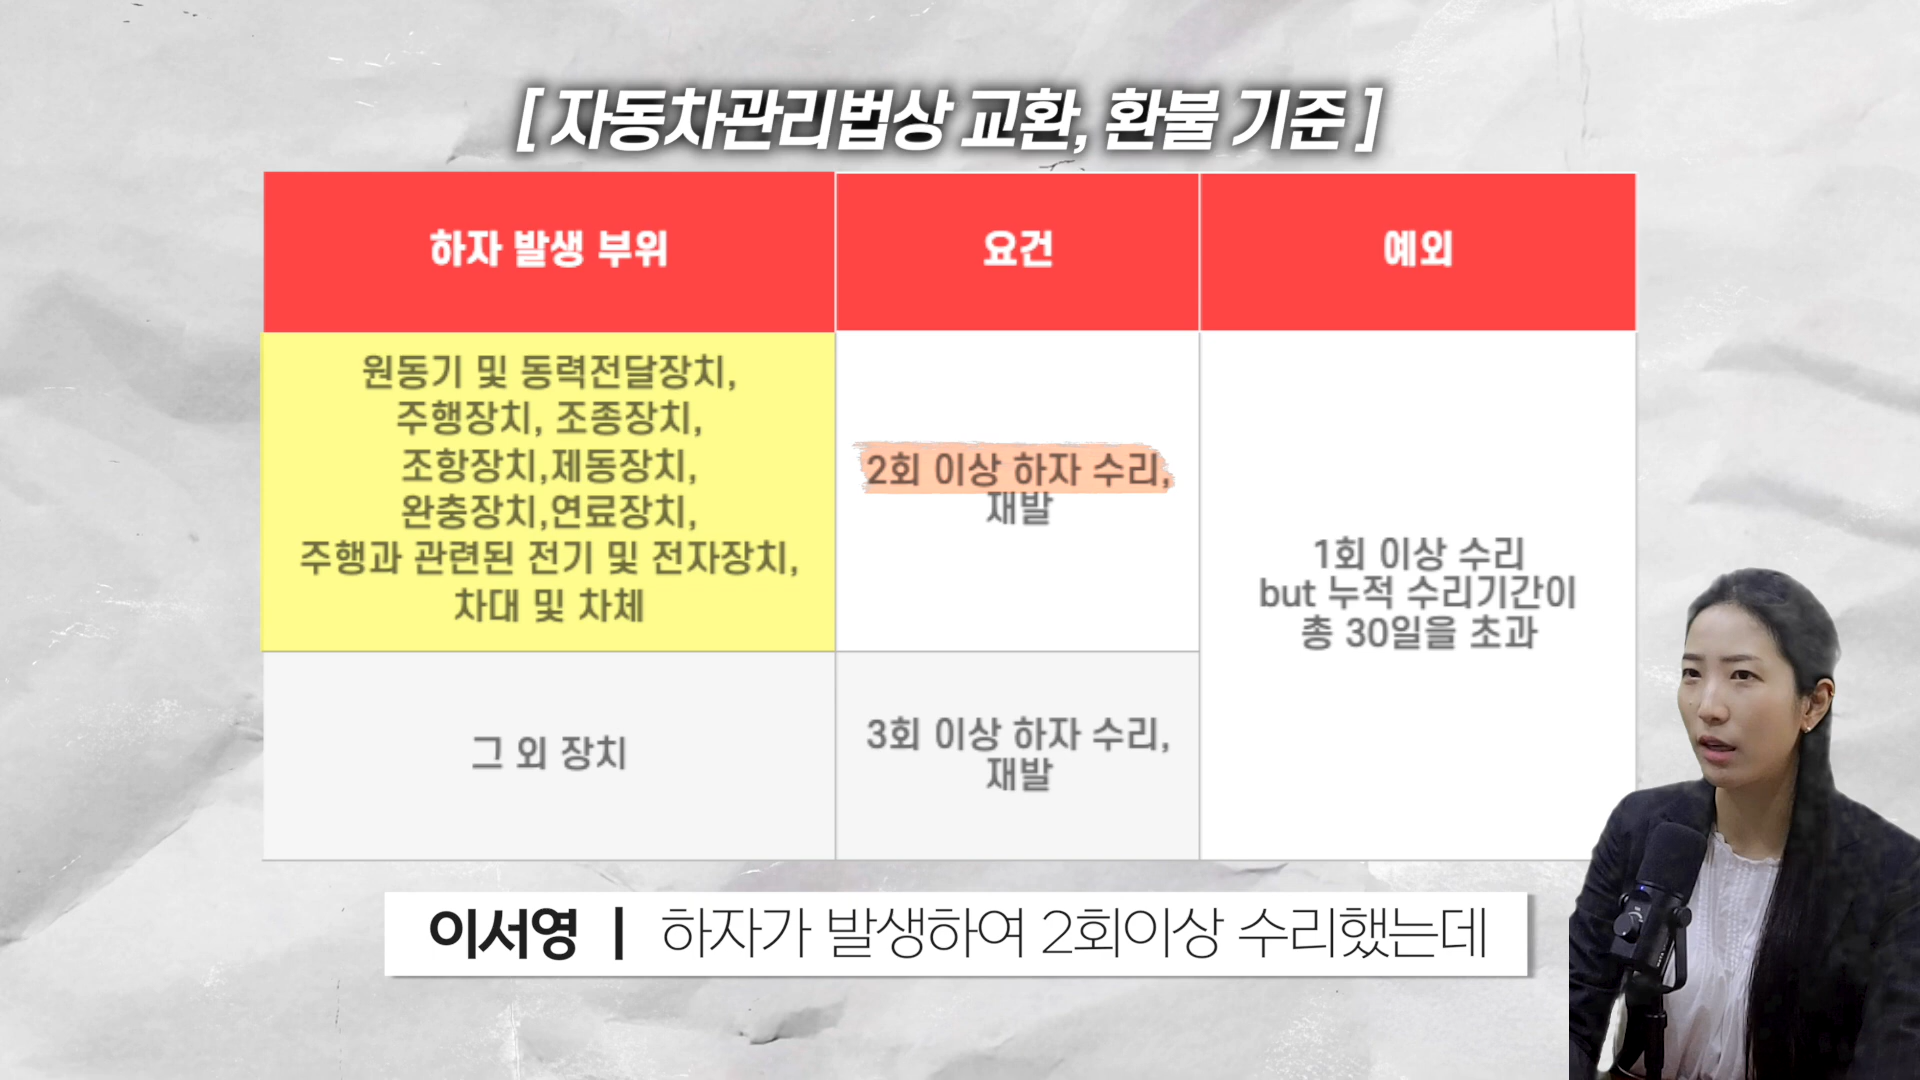 [ 자동차관리법상 교환, 환불 기준 ]
하자 발생 부위
요건
예외
원동기 및 동력전달장치,
주행장치, 조종장치,
조향장치,제동장치,
완충장치,연료장치,
주행과 관련된 전기 및 전자장치,
차대 및 차체
2회 이상 하자 수리,
재발
1회 이상 수리
but 누적 수리기간이
총 30일을 초과
그 외 장치
3회 이상 하자 수리,
재발
이서영 | 하자가 발생하여 2회이상 수리했는데